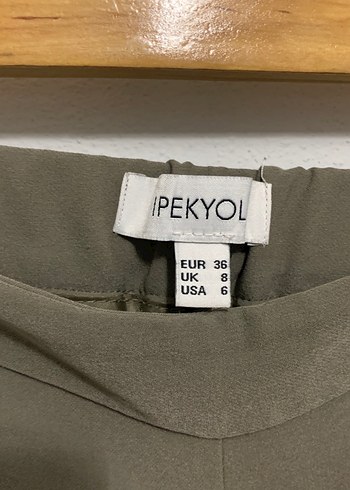 IPEKYOL
EUR 36
UK 8
USA 6